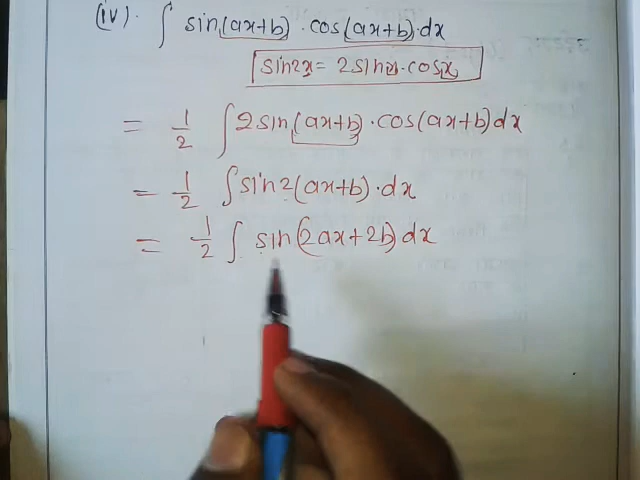 (iv). ∫ sin(ax+b) · cos(ax+b)·dx
sin2x = 2sinx·cosx
= 1/2 ∫ 2sin(ax+b) · cos(ax+b)dx
= 1/2 ∫ sin2(ax+b)·dx
= 1/2 ∫ sin(2ax+2b)dx